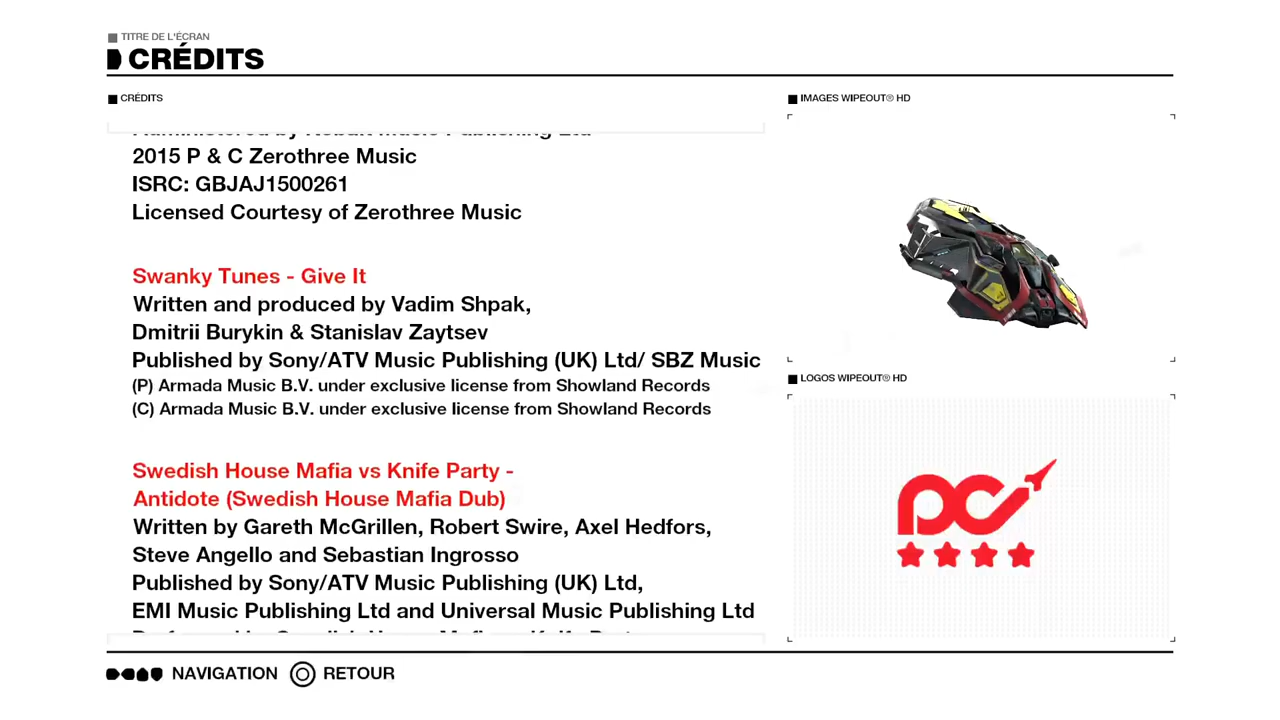 TITRE DE L'ÉCRAN
CRÉDITS
CRÉDITS
2015 P & C Zerothree Music
ISRC: GBJAJ1500261
Licensed Courtesy of Zerothree Music
Swanky Tunes - Give It
Written and produced by Vadim Shpak,
Dmitrii Burykin & Stanislav Zaytsev
Published by Sony/ATV Music Publishing (UK) Ltd/ SBZ Music
(P) Armada Music B.V. under exclusive license from Showland Records
(C) Armada Music B.V. under exclusive license from Showland Records
Swedish House Mafia vs Knife Party -
Antidote (Swedish House Mafia Dub)
Written by Gareth McGrillen, Robert Swire, Axel Hedfors,
Steve Angello and Sebastian Ingrosso
Published by Sony/ATV Music Publishing (UK) Ltd,
EMI Music Publishing Ltd and Universal Music Publishing Ltd
IMAGES WIPEOUT® HD
LOGOS WIPEOUT® HD
NAVIGATION
RETOUR